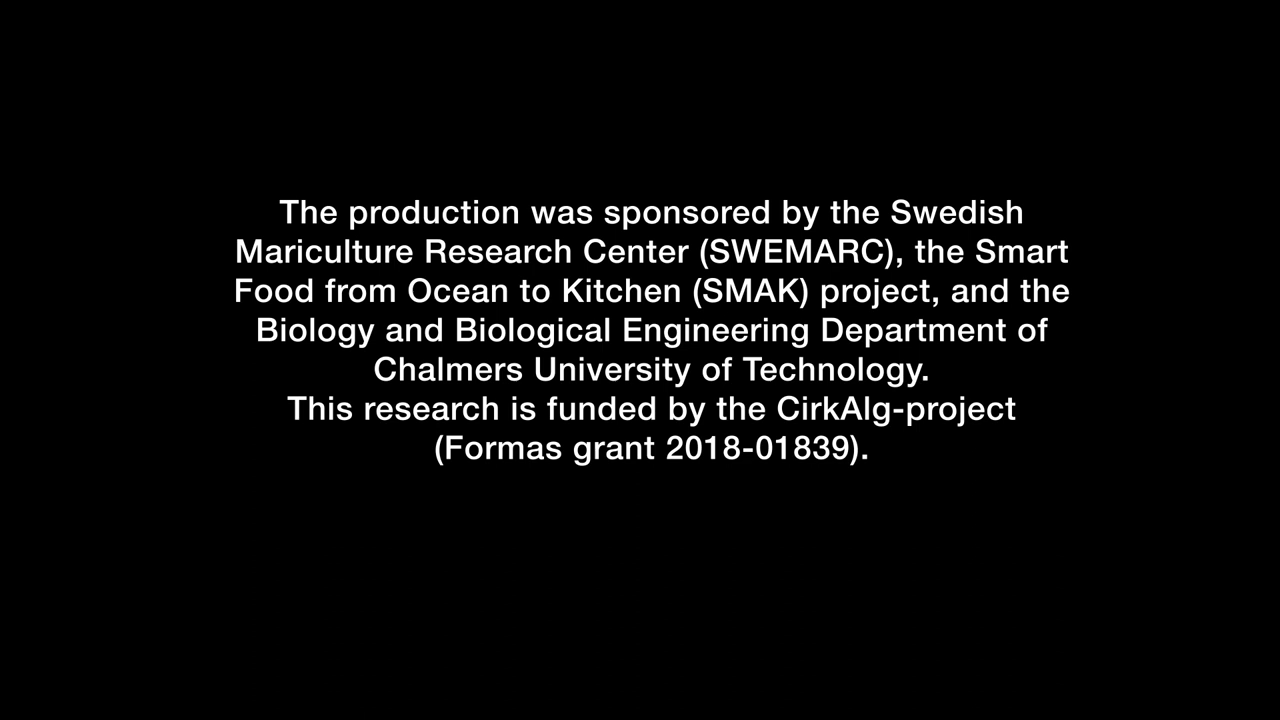 The production was sponsored by the Swedish
Mariculture Research Center (SWEMARC), the Smart
Food from Ocean to Kitchen (SMAK) project, and the
Biology and Biological Engineering Department of
Chalmers University of Technology.
This research is funded by the CirkAlg-project
(Formas grant 2018-01839).